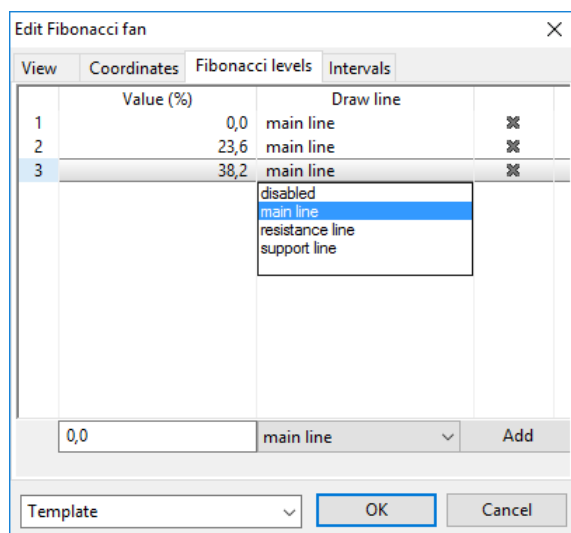 Edit Fibonacci fan
View Coordinates Fibonacci levels Intervals
Value (%) Draw line
1 0,0 main line
2 23,6 main line
3 38,2 main line
disabled
main line
resistance line
support line
0,0 main line Add
Template OK Cancel